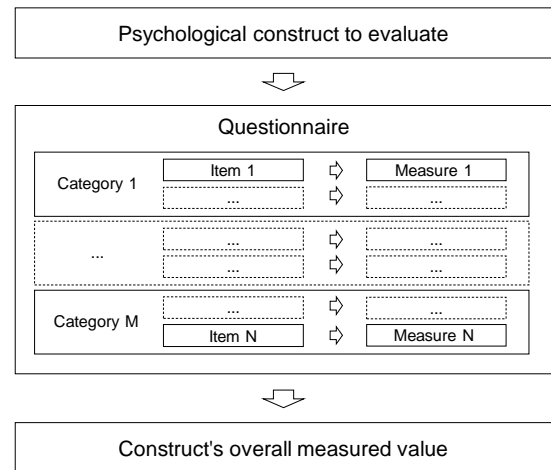 Psychological construct to evaluate
Questionnaire
Category 1
Item 1
Measure 1
...
...
...
...
...
...
...
Category M
...
...
Item N
Measure N
Construct's overall measured value